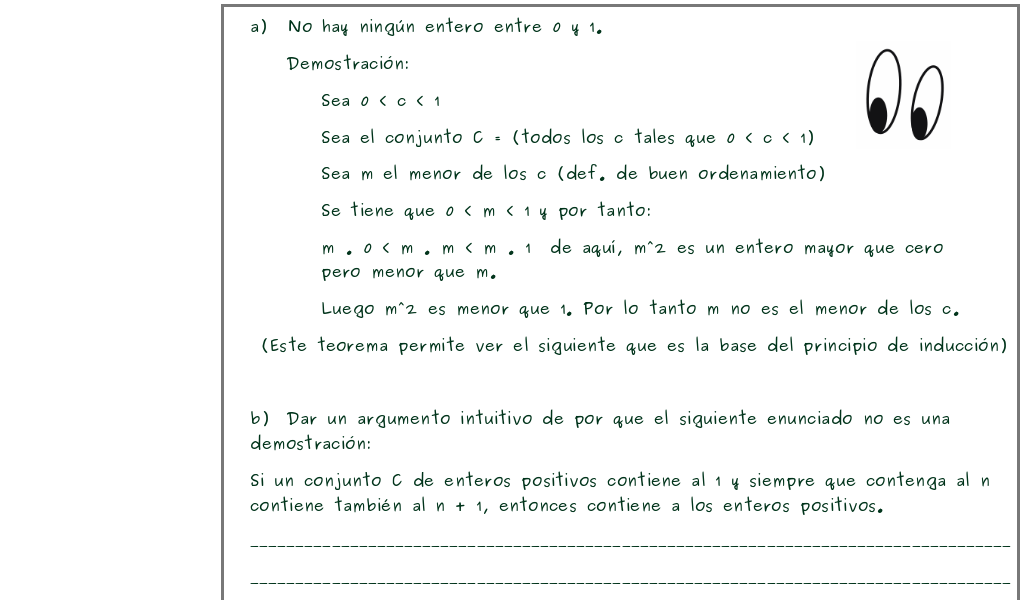 a) No hay ningún entero entre 0 y 1.
Demostración:
Sea 0 < c < 1
Sea el conjunto C = (todos los c tales que 0 < c < 1)
Sea m el menor de los c (def. de buen ordenamiento)
Se tiene que 0 < m < 1 y por tanto:
m . 0 < m . m < m . 1 de aquí, m^2 es un entero mayor que cero
pero menor que m.
Luego m^2 es menor que 1. Por lo tanto m no es el menor de los c.
(Este teorema permite ver el siguiente que es la base del principio de inducción)
b) Dar un argumento intuitivo de por que el siguiente enunciado no es una
demostración:
Si un conjunto C de enteros positivos contiene al 1 y siempre que contenga al n
contiene también al n + 1, entonces contiene a los enteros positivos.